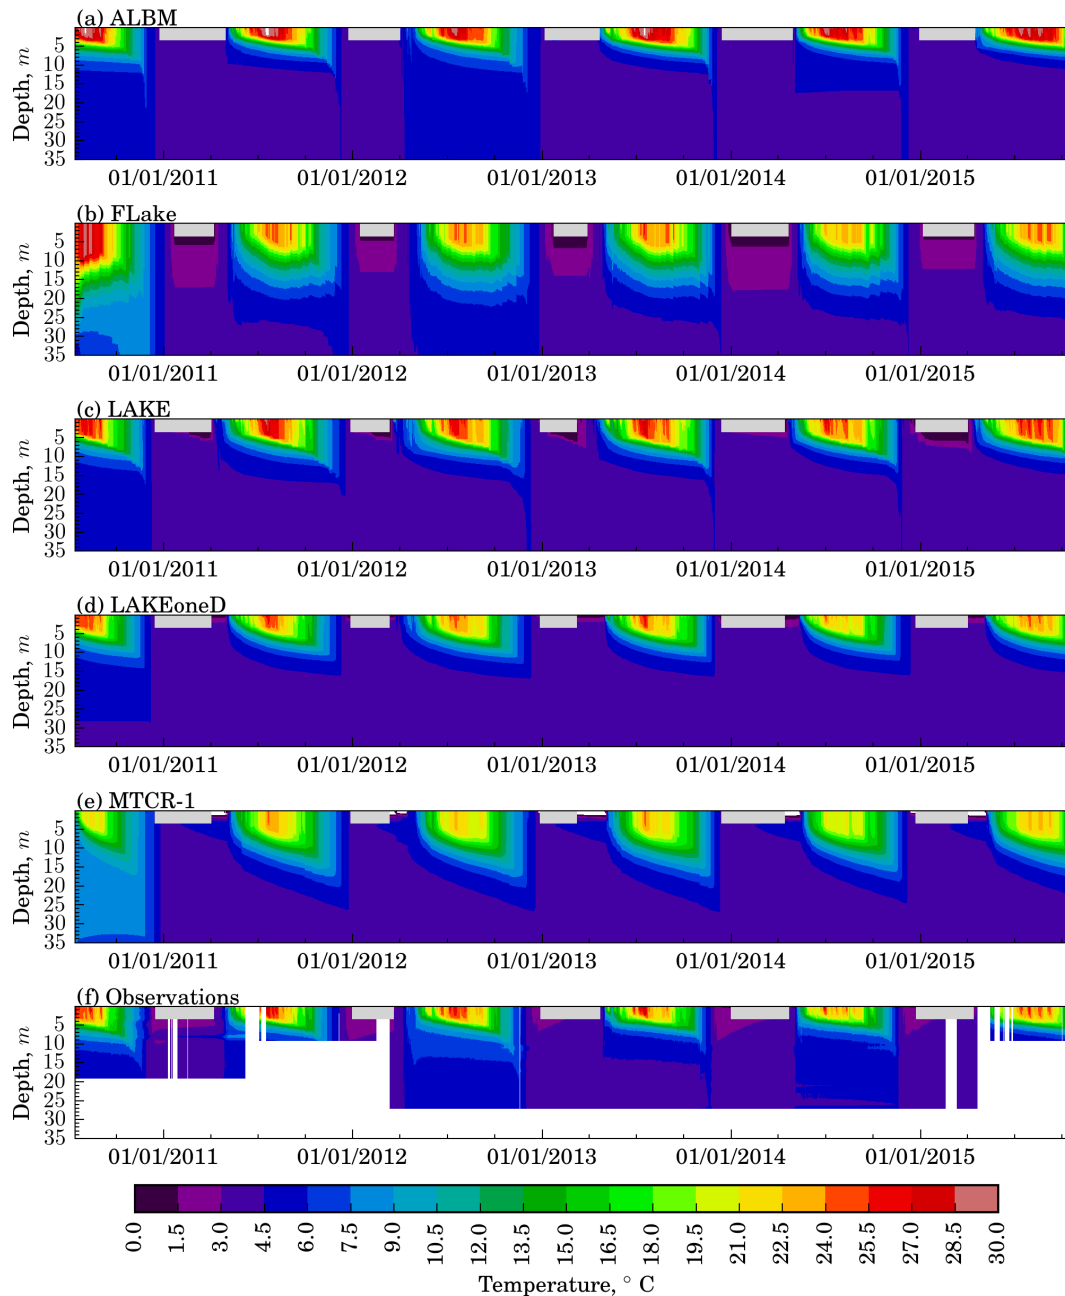 (a) ALBM
Depth, m
5
10
15
20
25
30
35
01/01/2011 01/01/2012 01/01/2013 01/01/2014 01/01/2015
(b) FLake
Depth, m
5
10
15
20
25
30
35
01/01/2011 01/01/2012 01/01/2013 01/01/2014 01/01/2015
(c) LAKE
Depth, m
5
10
15
20
25
30
35
01/01/2011 01/01/2012 01/01/2013 01/01/2014 01/01/2015
(d) LAKEoneD
Depth, m
5
10
15
20
25
30
35
01/01/2011 01/01/2012 01/01/2013 01/01/2014 01/01/2015
(e) MTCR-1
Depth, m
5
10
15
20
25
30
35
01/01/2011 01/01/2012 01/01/2013 01/01/2014 01/01/2015
(f) Observations
Depth, m
5
10
15
20
25
30
35
01/01/2011 01/01/2012 01/01/2013 01/01/2014 01/01/2015
0.0 1.5 3.0 4.5 6.0 7.5 9.0 10.5 12.0 13.5 15.0 16.5 18.0 19.5 21.0 22.5 24.0 25.5 27.0 28.5 30.0
Temperature, ° C